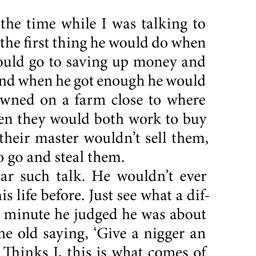 the time while I was talking to
the first thing he would do when
ould go to saving up money and
nd when he got enough he would
wned on a farm close to where
en they would both work to buy
their master wouldn't sell them,
o go and steal them.
ar such talk. He wouldn't ever
is life before. Just see what a dif-
minute he judged he was about
he old saying, 'Give a nigger an
Thinks I, this is what comes of